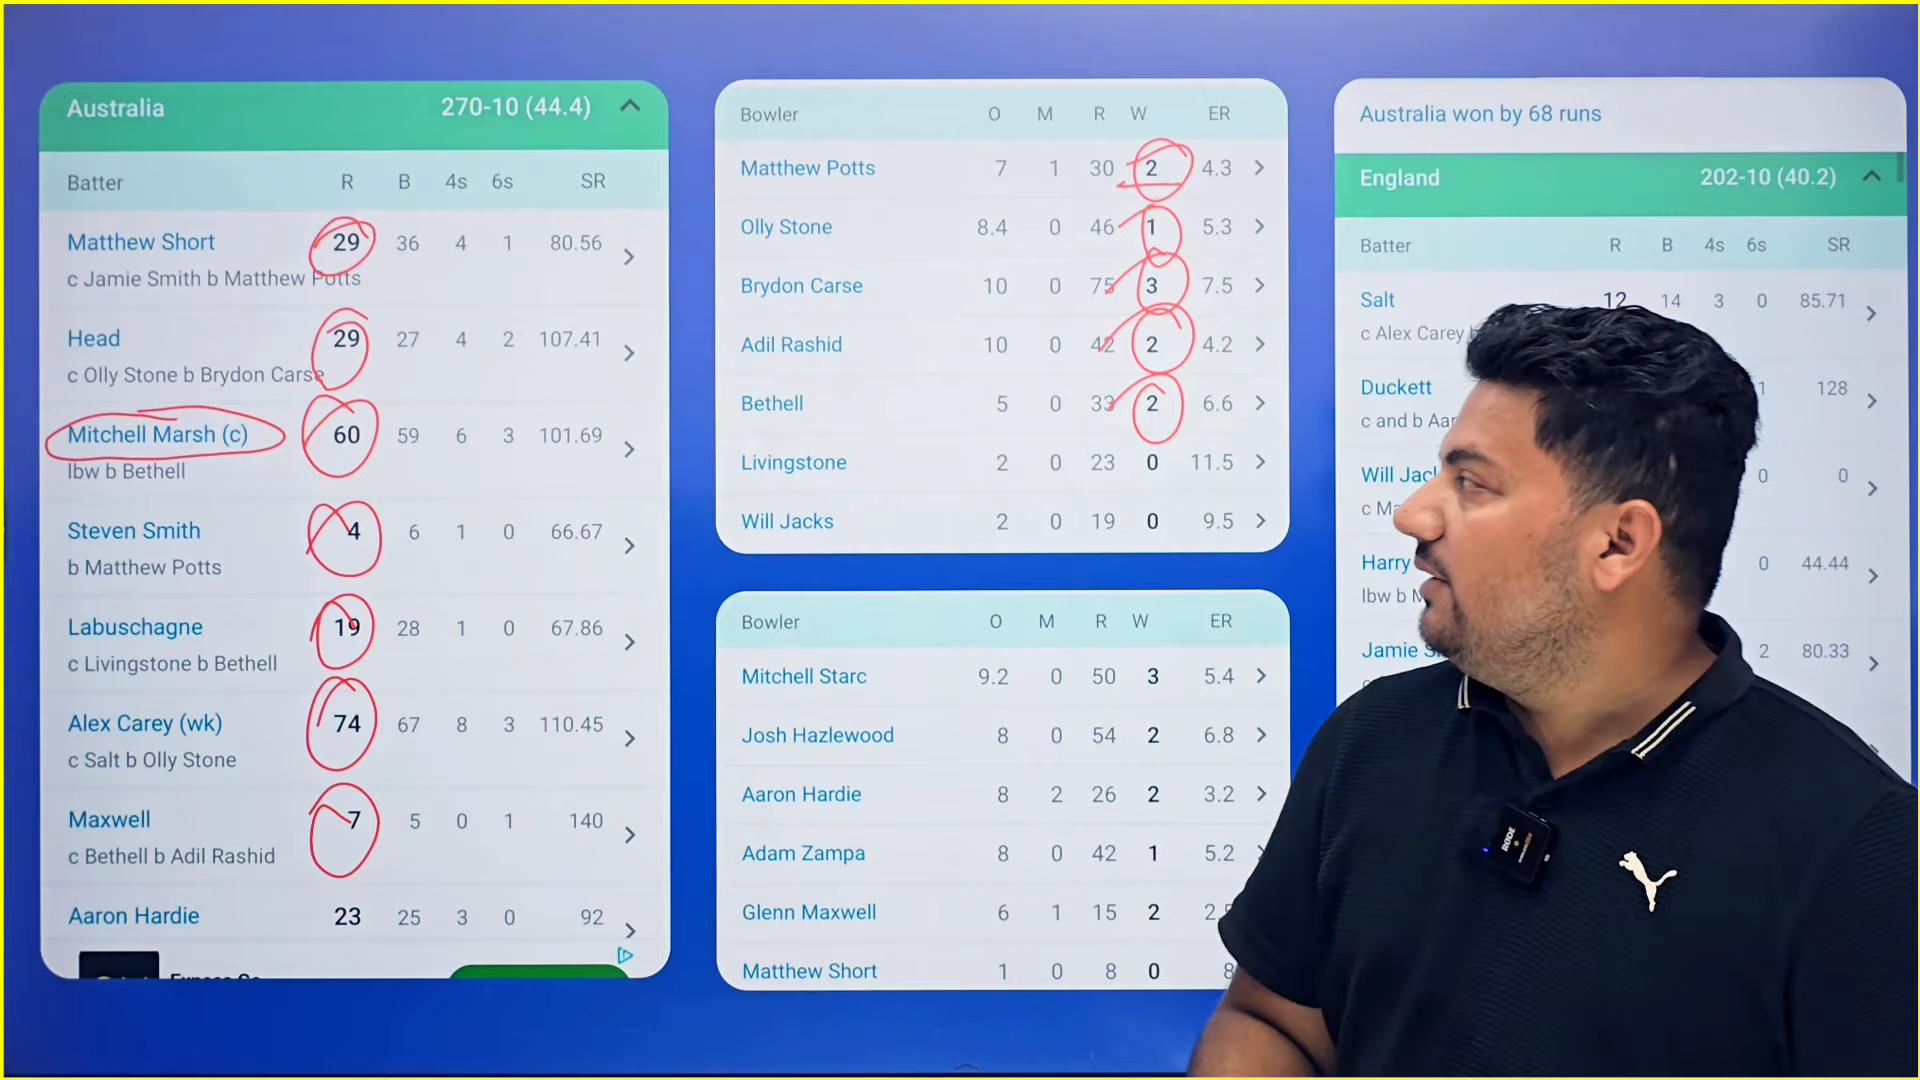 Australia 270-10 (44.4)
Batter R B 4s 6s SR
Matthew Short 29 36 4 1 80.56
c Jamie Smith b Matthew Potts
Head 29 27 4 2 107.41
c Olly Stone b Brydon Carse
Mitchell Marsh (c) 60 59 6 3 101.69
lbw b Bethell
Steven Smith 4 6 1 0 66.67
b Matthew Potts
Labuschagne 19 28 1 0 67.86
c Livingstone b Bethell
Alex Carey (wk) 74 67 8 3 110.45
c Salt b Olly Stone
Maxwell 7 5 0 1 140
c Bethell b Adil Rashid
Aaron Hardie 23 25 3 0 92
Bowler O M R W ER
Matthew Potts 7 1 30 2 4.3
Olly Stone 8.4 0 46 1 5.3
Brydon Carse 10 0 75 3 7.5
Adil Rashid 10 0 42 2 4.2
Bethell 5 0 33 2 6.6
Livingstone 2 0 23 0 11.5
Will Jacks 2 0 19 0 9.5
Bowler O M R W ER
Mitchell Starc 9.2 0 50 3 5.4
Josh Hazlewood 8 0 54 2 6.8
Aaron Hardie 8 2 26 2 3.2
Adam Zampa 8 0 42 1 5.2
Glenn Maxwell 6 1 15 2 2.
Matthew Short 1 0 8 0 8
Australia won by 68 runs
England 202-10 (40.2)
Batter R B 4s 6s SR
Salt 12 14 3 0 85.71
c Alex Carey
Duckett 128
c and b
Will 0 0
c
Harry 0 44.44
lbw b
Jamie 2 80.33
RØDE